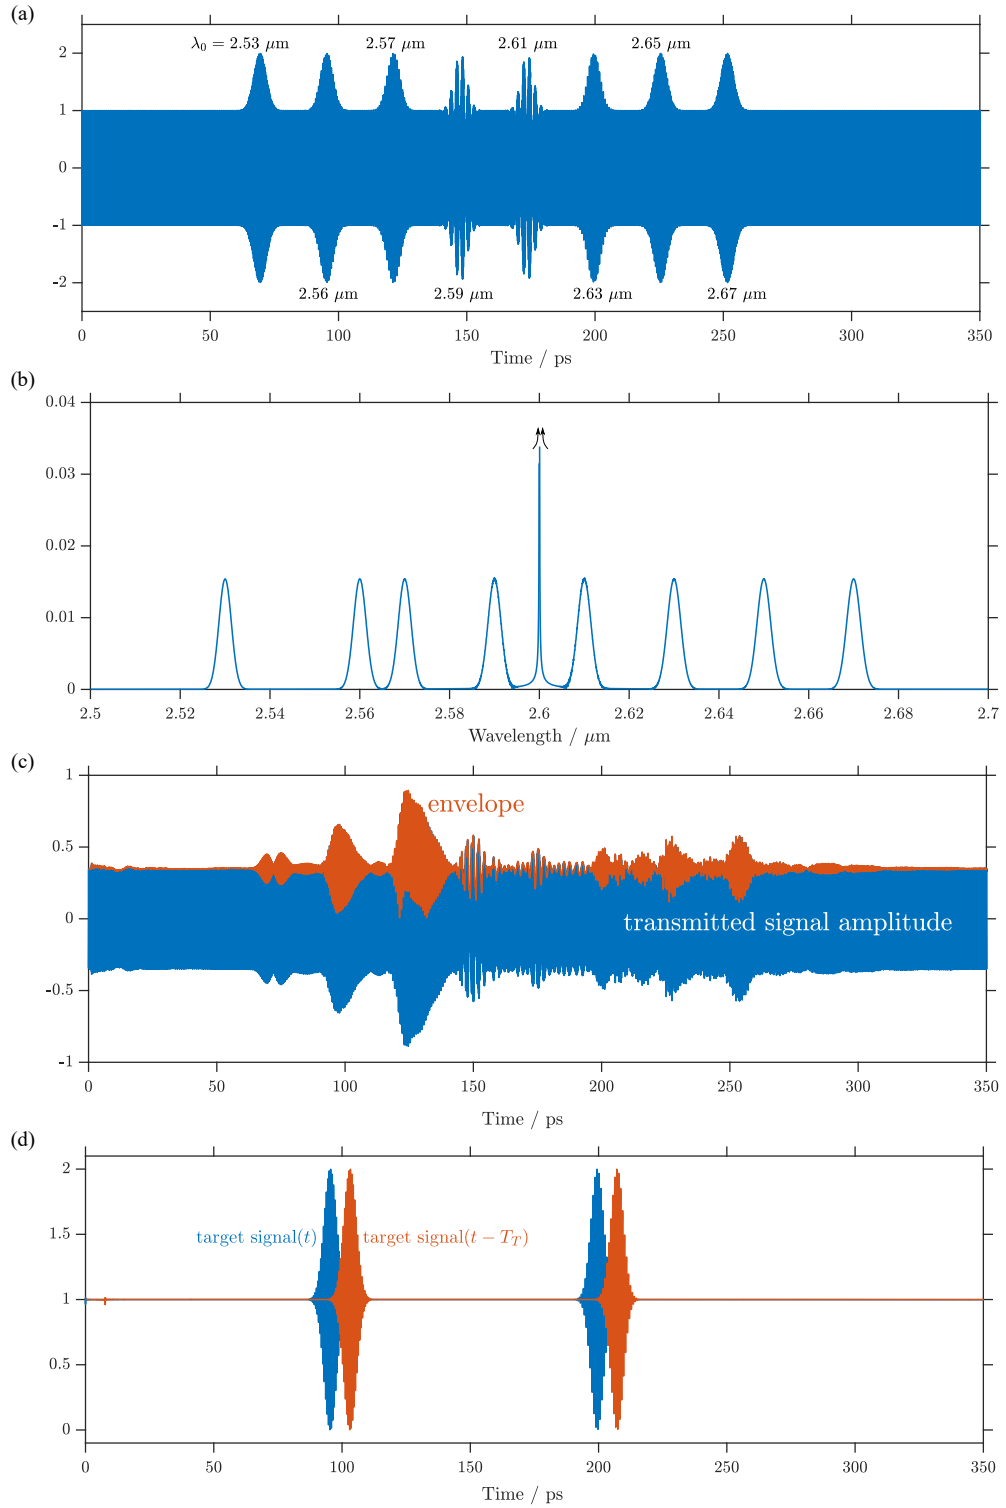 (a)
λ₀ = 2.53 μm
2.57 μm
2.61 μm
2.65 μm
2
1
0
-1
-2
2.56 μm
2.59 μm
2.63 μm
2.67 μm
0 50 100 150 200 250 300 350
Time / ps
(b)
0.04
0.03
0.02
0.01
0
2.5 2.52 2.54 2.56 2.58 2.6 2.62 2.64 2.66 2.68 2.7
Wavelength / μm
(c)
1
0.5
0
-0.5
-1
envelope
transmitted signal amplitude
0 50 100 150 200 250 300 350
Time / ps
(d)
2
1.5
1
0.5
0
target signal(t)
target signal(t − T_T)
0 50 100 150 200 250 300 350
Time / ps